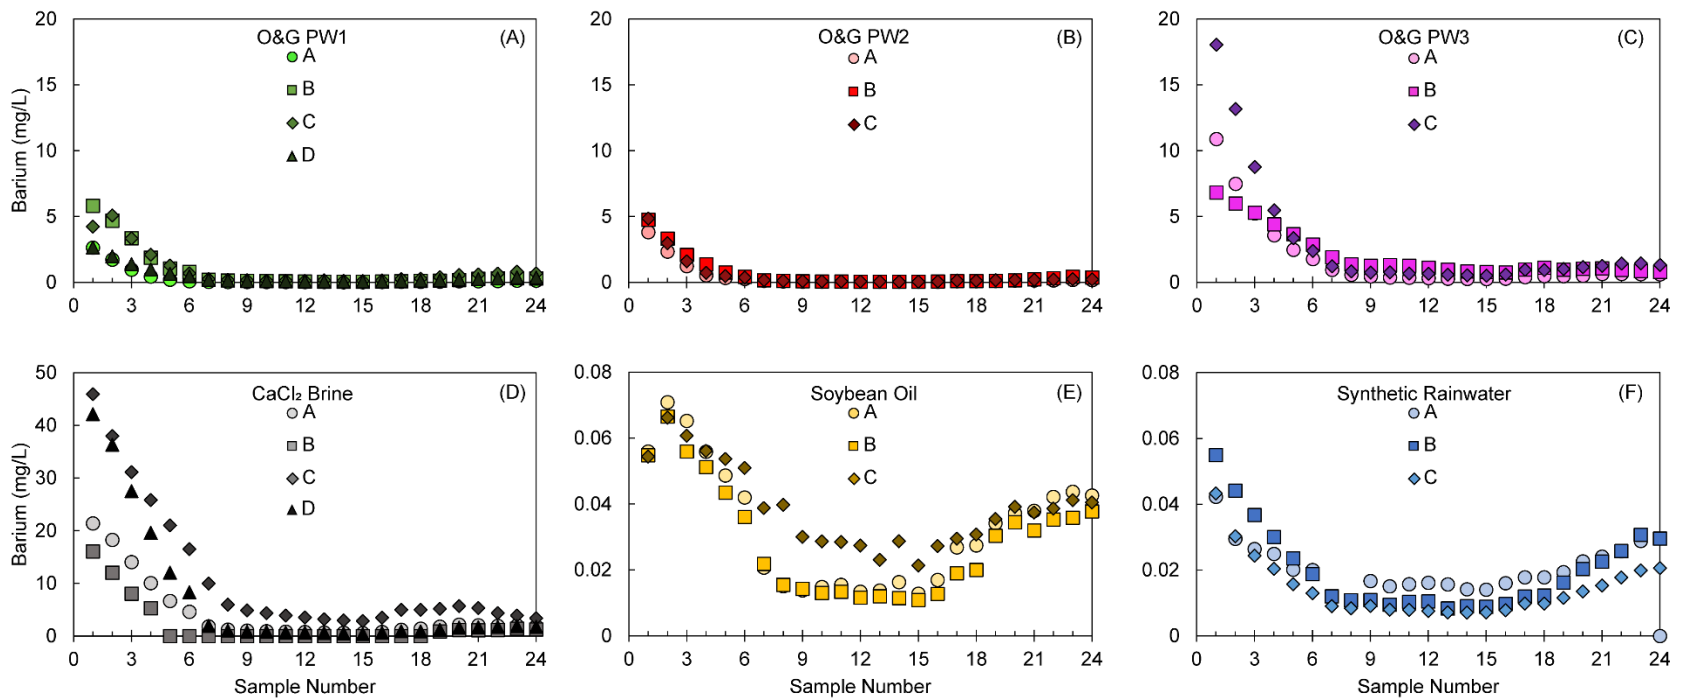 O&G PW1 (A)
A
B
C
D
20
15
10
5
0
Barium (mg/L)
0 3 6 9 12 15 18 21 24
O&G PW2 (B)
A
B
C
20
15
10
5
0
0 3 6 9 12 15 18 21 24
O&G PW3 (C)
A
B
C
20
15
10
5
0
0 3 6 9 12 15 18 21 24
CaCl₂ Brine (D)
A
B
C
D
50
40
30
20
10
0
Barium (mg/L)
0 3 6 9 12 15 18 21 24
Sample Number
Soybean Oil (E)
A
B
C
0.08
0.06
0.04
0.02
0
0 3 6 9 12 15 18 21 24
Sample Number
Synthetic Rainwater (F)
A
B
C
0.08
0.06
0.04
0.02
0
0 3 6 9 12 15 18 21 24
Sample Number